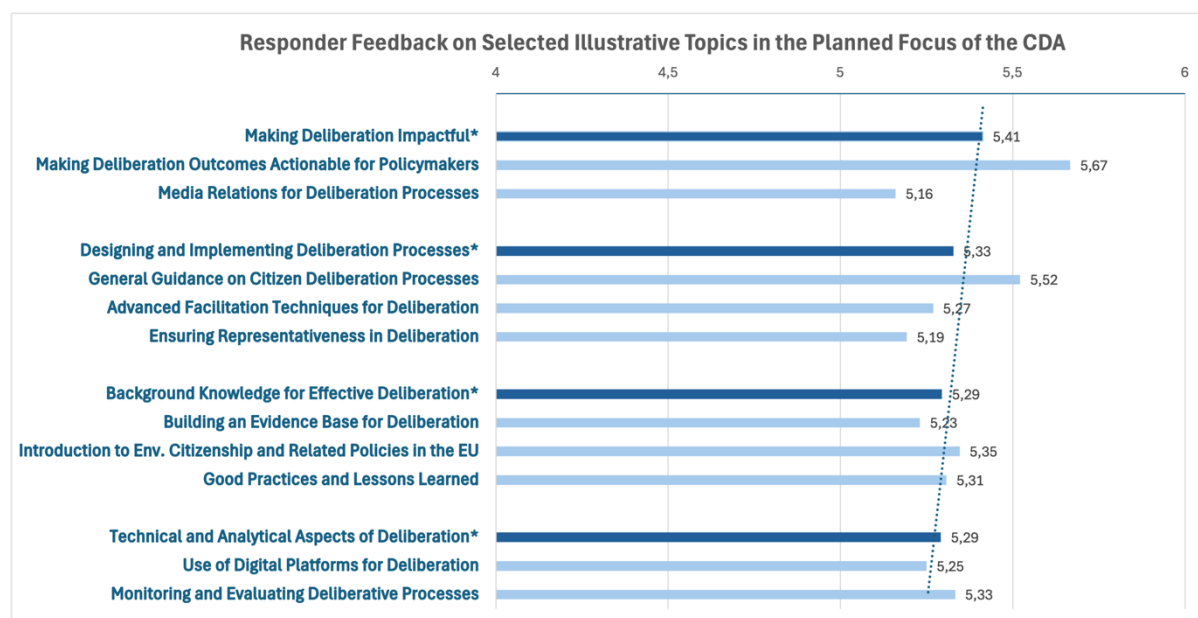 Responder Feedback on Selected Illustrative Topics in the Planned Focus of the CDA
4 4,5 5 5,5 6
Making Deliberation Impactful* 5,41
Making Deliberation Outcomes Actionable for Policymakers 5,67
Media Relations for Deliberation Processes 5,16
Designing and Implementing Deliberation Processes* 5,33
General Guidance on Citizen Deliberation Processes 5,52
Advanced Facilitation Techniques for Deliberation 5,27
Ensuring Representativeness in Deliberation 5,19
Background Knowledge for Effective Deliberation* 5,29
Building an Evidence Base for Deliberation 5,23
Introduction to Env. Citizenship and Related Policies in the EU 5,35
Good Practices and Lessons Learned 5,31
Technical and Analytical Aspects of Deliberation* 5,29
Use of Digital Platforms for Deliberation 5,25
Monitoring and Evaluating Deliberative Processes 5,33